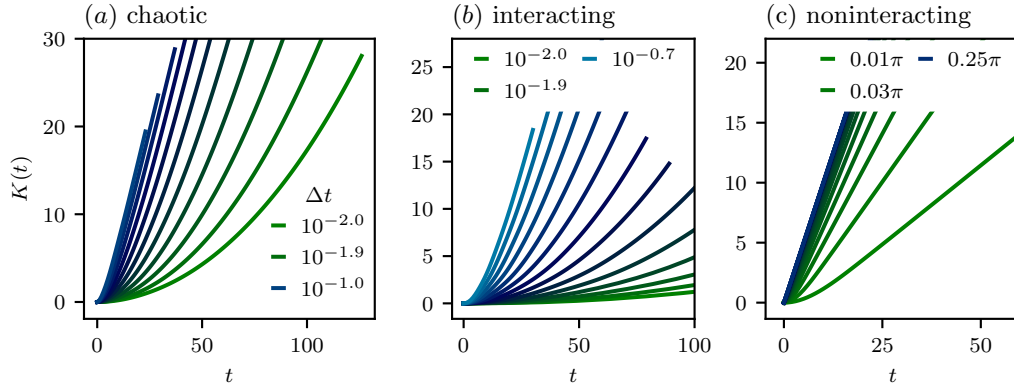 (a) chaotic
K(t)
30
20
10
0
Δt
10^{−2.0}
10^{−1.9}
10^{−1.0}
0
50
100
t
(b) interacting
25
20
15
10
5
0
10^{−2.0}
10^{−0.7}
10^{−1.9}
0
50
100
t
(c) noninteracting
20
15
10
5
0
0.01π
0.25π
0.03π
0
25
50
t